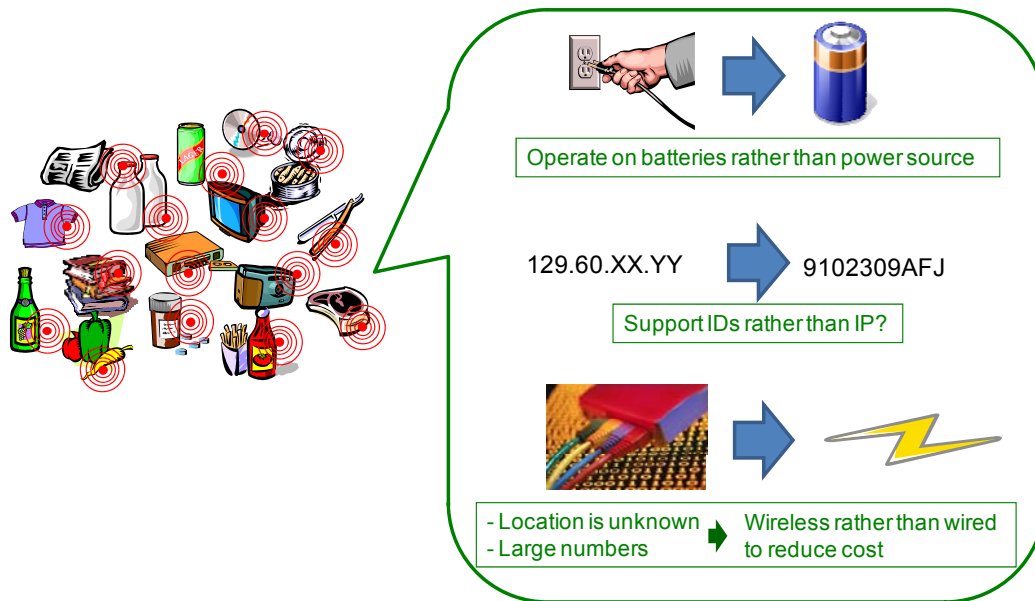 LAGER
Operate on batteries rather than power source
129.60.XX.YY
9102309AFJ
Support IDs rather than IP?
- Location is unknown
- Large numbers
Wireless rather than wired
to reduce cost